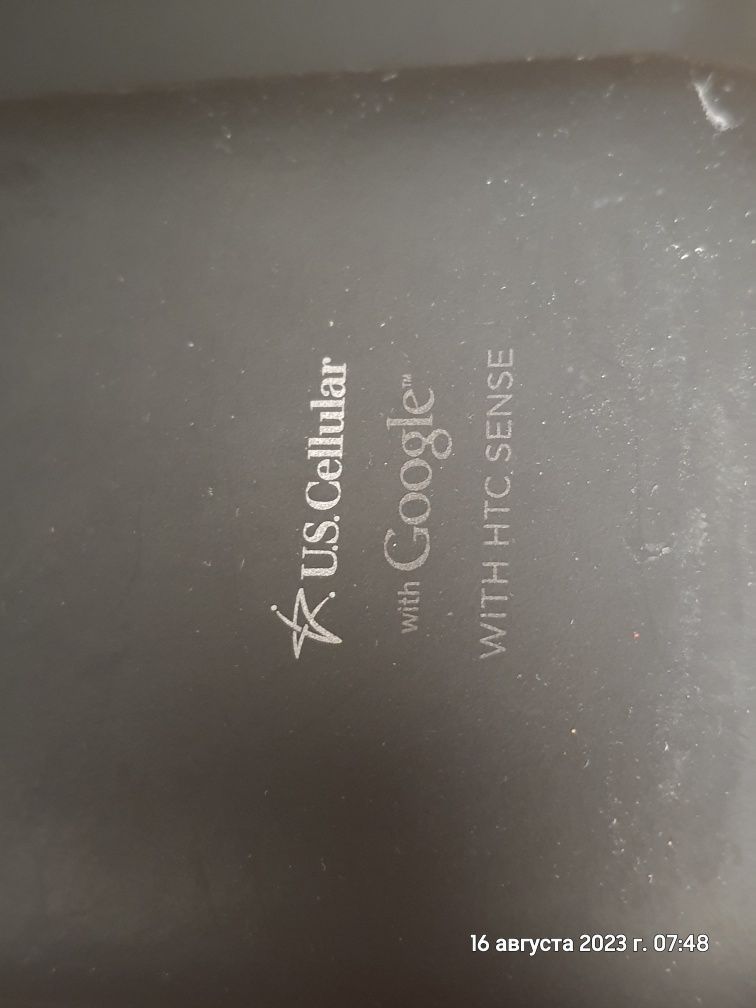 U.S. Cellular
with Google™
WITH HTC SENSE
16 августа 2023 г. 07:48